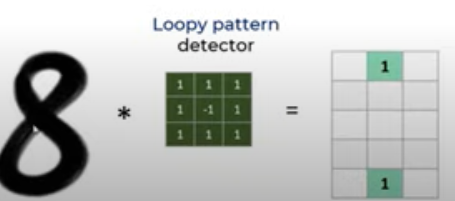 Loopy pattern
detector
8 * 1 1 1 = 1
1 -1 1
1 1 1
1